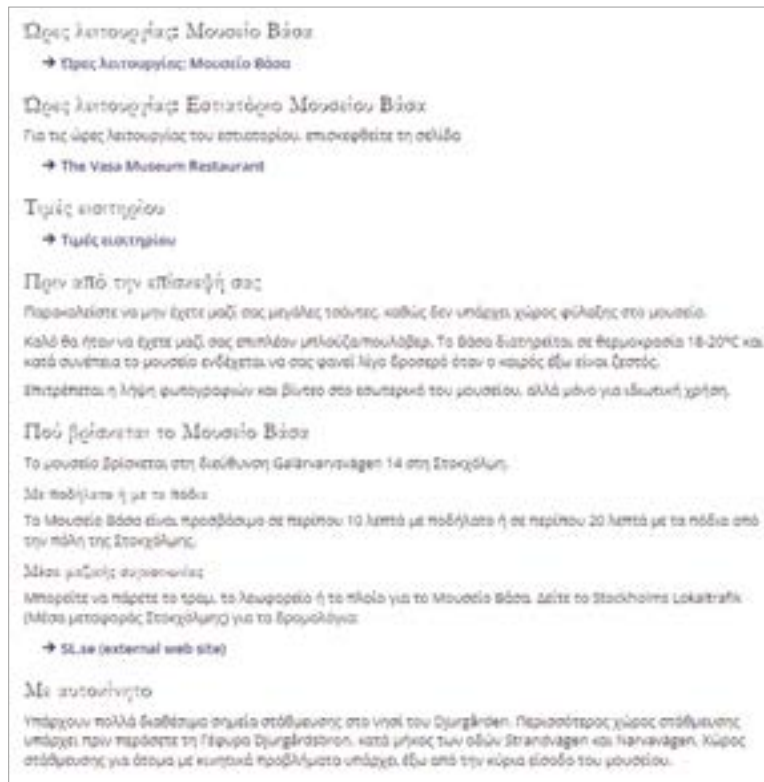 Ώρες λειτουργίας: Μουσείο Βάσα
→ Ώρες λειτουργίας: Μουσείο Βάσα
Ώρες λειτουργίας: Εστιατόριο Μουσείου Βάσα
Για τις ώρες λειτουργίας του εστιατορίου, επισκεφθείτε τη σελίδα
→ The Vasa Museum Restaurant
Τιμές εισιτηρίου
→ Τιμές εισιτηρίου
Πριν από την επίσκεψή σας
Παρακαλείστε να μην έχετε μαζί σας μεγάλες τσάντες, καθώς δεν υπάρχει χώρος φύλαξης στο μουσείο.
Καλό θα ήταν να έχετε μαζί σας επιπλέον μπλούζα/πουλόβερ. Το Βάσα διατηρείται σε θερμοκρασία 18-20°C και
κατά συνέπεια το μουσείο ενδέχεται να σας φανεί λίγο δροσερό όταν ο καιρός έξω είναι ζεστός.
Επιτρέπεται η λήψη φωτογραφιών και βίντεο στο εσωτερικό του μουσείου, αλλά μόνο για ιδιωτική χρήση.
Πού βρίσκεται το Μουσείο Βάσα
Το μουσείο βρίσκεται στη διεύθυνση Galärvarvsvägen 14 στη Στοκχόλμη.
Με ποδήλατο ή με τα πόδια
Το Μουσείο Βάσα είναι προσβάσιμο σε περίπου 10 λεπτά με ποδήλατο ή σε περίπου 20 λεπτά με τα πόδια από
την πόλη της Στοκχόλμης.
Μέσα μαζικής συγκοινωνίας
Μπορείτε να πάρετε το τραμ, το λεωφορείο ή το πλοίο για το Μουσείο Βάσα. Δείτε το Stockholms Lokaltrafik
(Μέσα μεταφοράς Στοκχόλμης) για τα δρομολόγια:
→ SL.se (external web site)
Με αυτοκίνητο
Υπάρχουν πολλά διαθέσιμα σημεία στάθμευσης στο νησί του Djurgården. Περισσότερος χώρος στάθμευσης
υπάρχει πριν περάσετε τη Γέφυρα Djurgårdsbron, κατά μήκος των οδών Strandvägen και Narvavägen. Χώρος
στάθμευσης για άτομα με κινητικά προβλήματα υπάρχει έξω από την κύρια είσοδο του μουσείου.